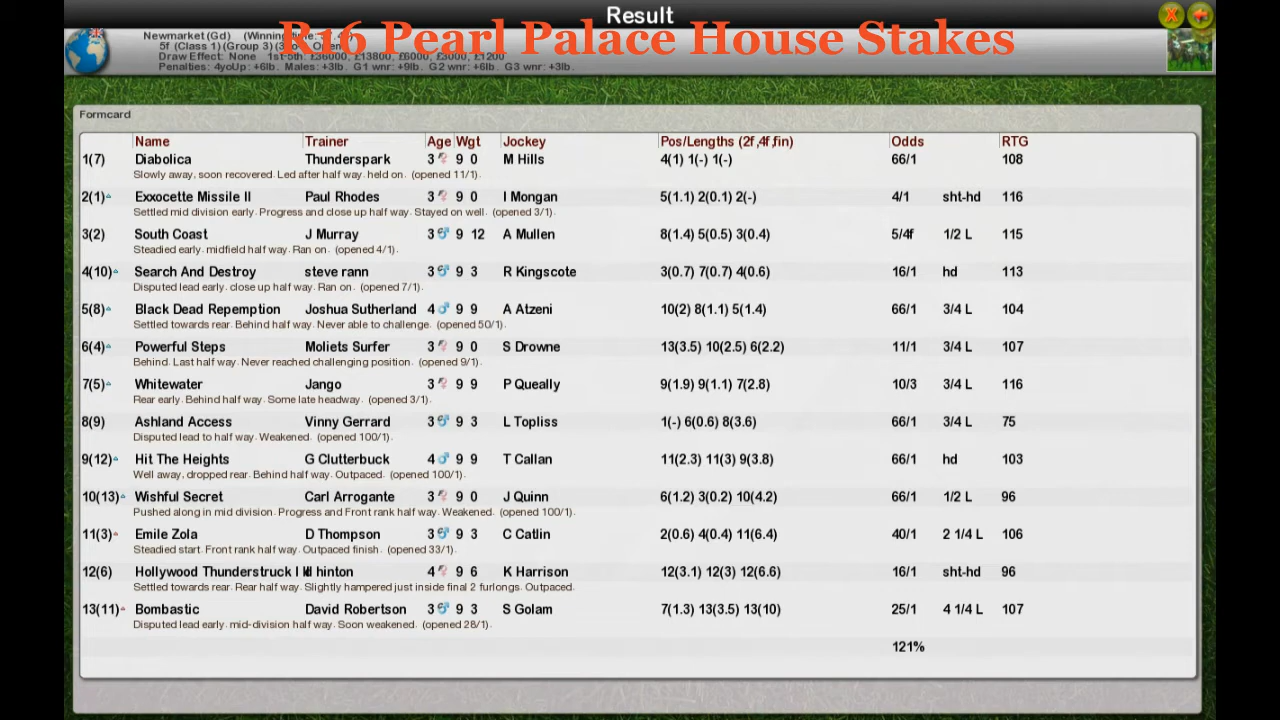 Result
R16 Pearl Palace House Stakes
Newmarket (Gd) (Winning
5f (Class 1) (Group 3)
Draw Effect: None 1st-5th: £36000, £13800, £6000, £3000, £1200
Penalties: 4yoUp: +6lb. Males: +3lb. G1 wnr: +9lb. G2 wnr: +6lb. G3 wnr: +3lb.
Formcard
Name Trainer Age Wgt Jockey Pos/Lengths (2f,4f,fin) Odds RTG
1(7) Diabolica Thunderspark 3 9 0 M Hills 4(1) 1(-) 1(-) 66/1 108
Slowly away, soon recovered. Led after half way. held on. (opened 11/1).
2(1) Exxocette Missile II Paul Rhodes 3 9 0 I Mongan 5(1.1) 2(0.1) 2(-) 4/1 sht-hd 116
Settled mid division early. Progress and close up half way. Stayed on well. (opened 3/1).
3(2) South Coast J Murray 3 9 12 A Mullen 8(1.4) 5(0.5) 3(0.4) 5/4f 1/2 L 115
Steadied early. midfield half way. Ran on. (opened 4/1).
4(10) Search And Destroy steve rann 3 9 3 R Kingscote 3(0.7) 7(0.7) 4(0.6) 16/1 hd 113
Disputed lead early. close up half way. Ran on. (opened 7/1).
5(8) Black Dead Repemption Joshua Sutherland 4 9 9 A Atzeni 10(2) 8(1.1) 5(1.4) 66/1 3/4 L 104
Settled towards rear. Behind half way. Never able to challenge. (opened 50/1).
6(4) Powerful Steps Moliets Surfer 3 9 0 S Drowne 13(3.5) 10(2.5) 6(2.2) 11/1 3/4 L 107
Behind. Last half way. Never reached challenging position. (opened 9/1).
7(5) Whitewater Jango 3 9 9 P Queally 9(1.9) 9(1.1) 7(2.8) 10/3 3/4 L 116
Rear early. Behind half way. Some late headway. (opened 3/1).
8(9) Ashland Access Vinny Gerrard 3 9 3 L Topliss 1(-) 6(0.6) 8(3.6) 66/1 3/4 L 75
Disputed lead to half way. Weakened. (opened 100/1).
9(12) Hit The Heights G Clutterbuck 4 9 9 T Callan 11(2.3) 11(3) 9(3.8) 66/1 hd 103
Well away, dropped rear. Behind half way. Outpaced. (opened 100/1).
10(13) Wishful Secret Carl Arrogante 3 9 0 J Quinn 6(1.2) 3(0.2) 10(4.2) 66/1 1/2 L 96
Pushed along in mid division. Progress and Front rank half way. Weakened. (opened 100/1).
11(3) Emile Zola D Thompson 3 9 3 C Catlin 2(0.6) 4(0.4) 11(6.4) 40/1 2 1/4 L 106
Steadied start. Front rank half way. Outpaced finish. (opened 33/1).
12(6) Hollywood Thunderstruck hinton 4 9 6 K Harrison 12(3.1) 12(3) 12(6.6) 16/1 sht-hd 96
Settled towards rear. Rear half way. Slightly hampered just inside final 2 furlongs. Outpaced.
13(11) Bombastic David Robertson 3 9 3 S Golam 7(1.3) 13(3.5) 13(10) 25/1 4 1/4 L 107
Disputed lead early. mid-division half way. Soon weakened. (opened 28/1).
121%